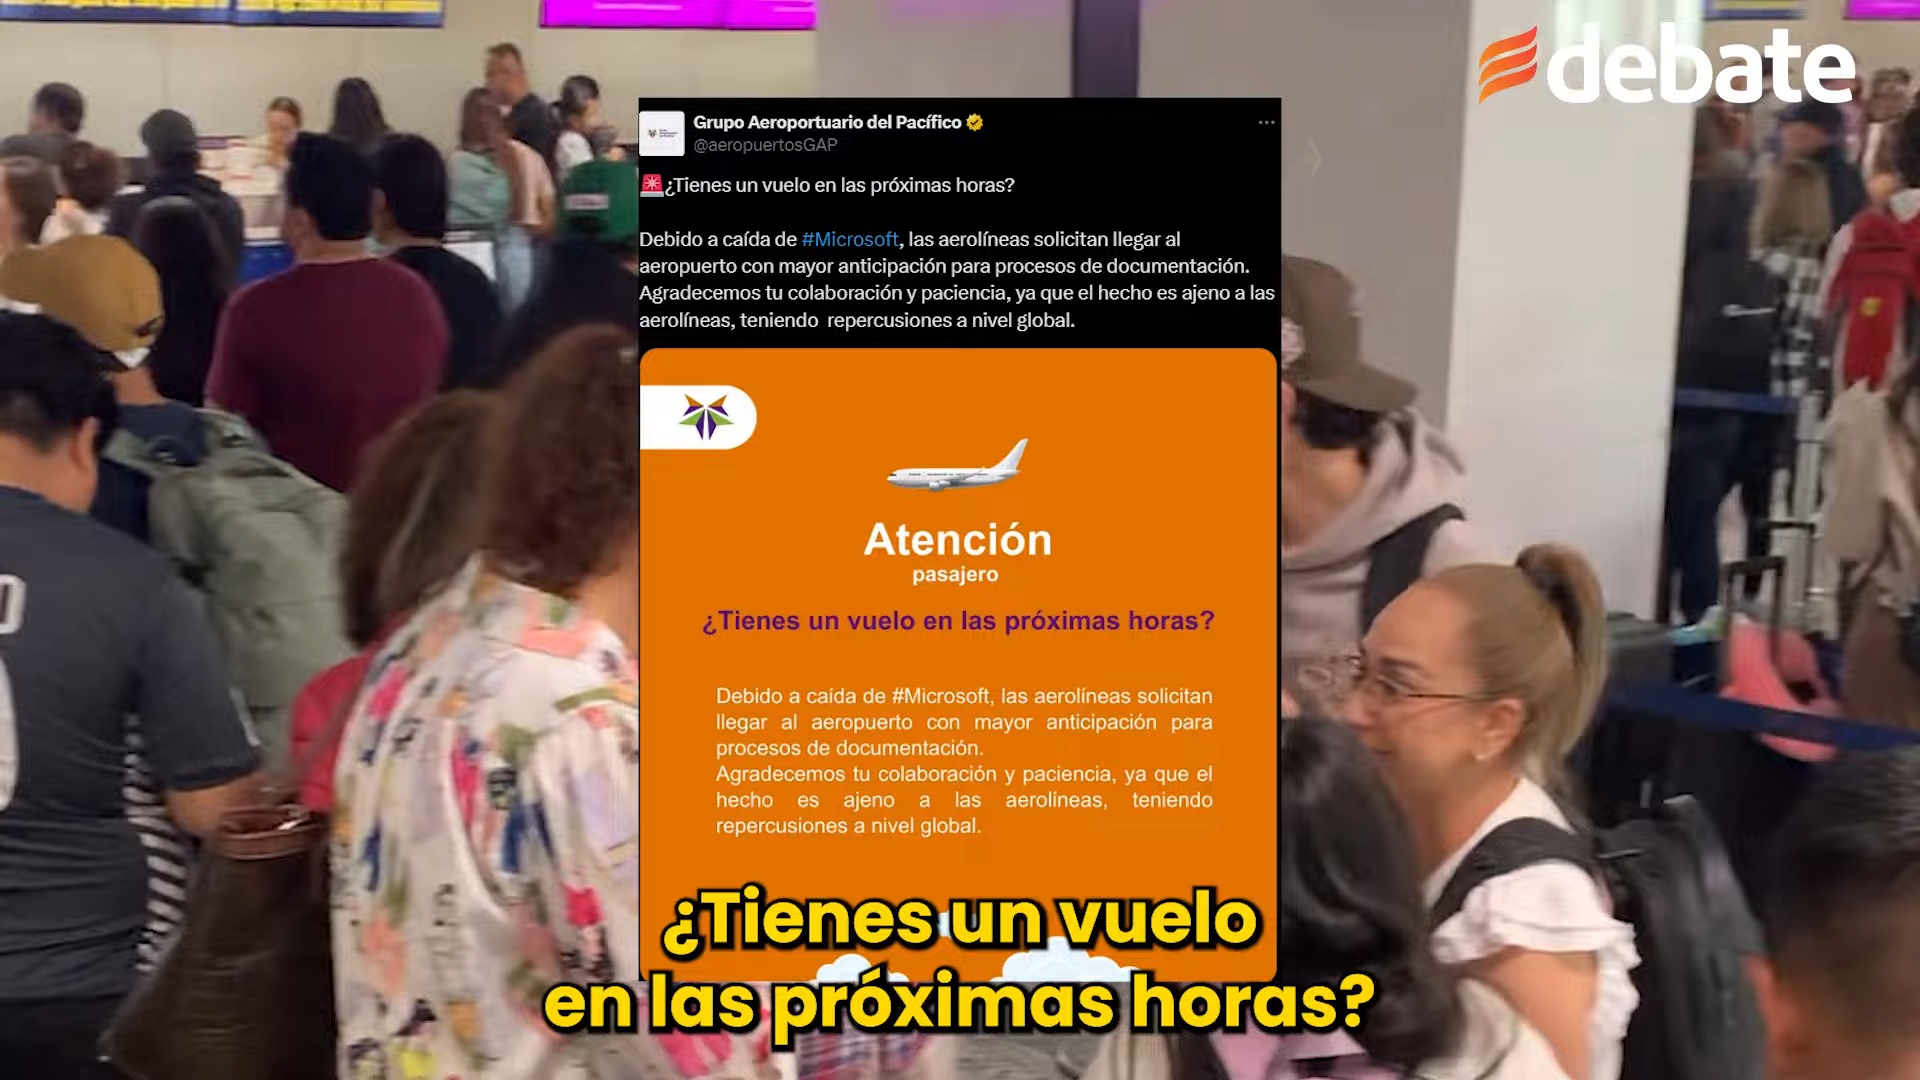 debate
Grupo Aeroportuario del Pacífico
@aeropuertosGAP
¿Tienes un vuelo en las próximas horas?
Debido a caída de #Microsoft, las aerolíneas solicitan llegar al
aeropuerto con mayor anticipación para procesos de documentación.
Agradecemos tu colaboración y paciencia, ya que el hecho es ajeno a las
aerolíneas, teniendo repercusiones a nivel global.
Atención
pasajero
¿Tienes un vuelo en las próximas horas?
Debido a caída de #Microsoft, las aerolíneas solicitan
llegar al aeropuerto con mayor anticipación para
procesos de documentación.
Agradecemos tu colaboración y paciencia, ya que el
hecho es ajeno a las aerolíneas, teniendo
repercusiones a nivel global.
¿Tienes un vuelo
en las próximas horas?